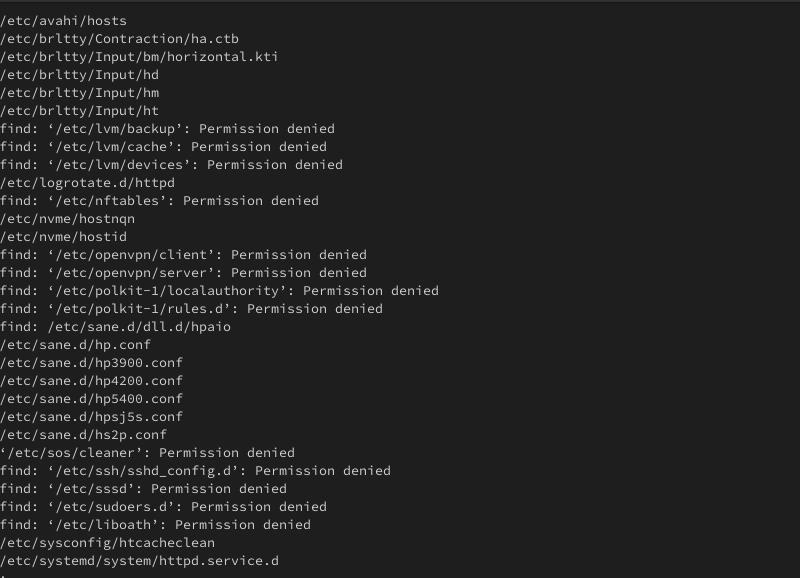 /etc/avahi/hosts
/etc/brltty/Contraction/ha.ctb
/etc/brltty/Input/bm/horizontal.kti
/etc/brltty/Input/hd
/etc/brltty/Input/hm
/etc/brltty/Input/ht
find: ‘/etc/lvm/backup’: Permission denied
find: ‘/etc/lvm/cache’: Permission denied
find: ‘/etc/lvm/devices’: Permission denied
/etc/logrotate.d/httpd
find: ‘/etc/nftables’: Permission denied
/etc/nvme/hostnqn
/etc/nvme/hostid
find: ‘/etc/openvpn/client’: Permission denied
find: ‘/etc/openvpn/server’: Permission denied
find: ‘/etc/polkit-1/localauthority’: Permission denied
find: ‘/etc/polkit-1/rules.d’: Permission denied
find: /etc/sane.d/dll.d/hpaio
/etc/sane.d/hp.conf
/etc/sane.d/hp3900.conf
/etc/sane.d/hp4200.conf
/etc/sane.d/hp5400.conf
/etc/sane.d/hpsj5s.conf
/etc/sane.d/hs2p.conf
‘/etc/sos/cleaner’: Permission denied
find: ‘/etc/ssh/sshd_config.d’: Permission denied
find: ‘/etc/sssd’: Permission denied
find: ‘/etc/sudoers.d’: Permission denied
find: ‘/etc/liboath’: Permission denied
/etc/sysconfig/htcacheclean
/etc/systemd/system/httpd.service.d